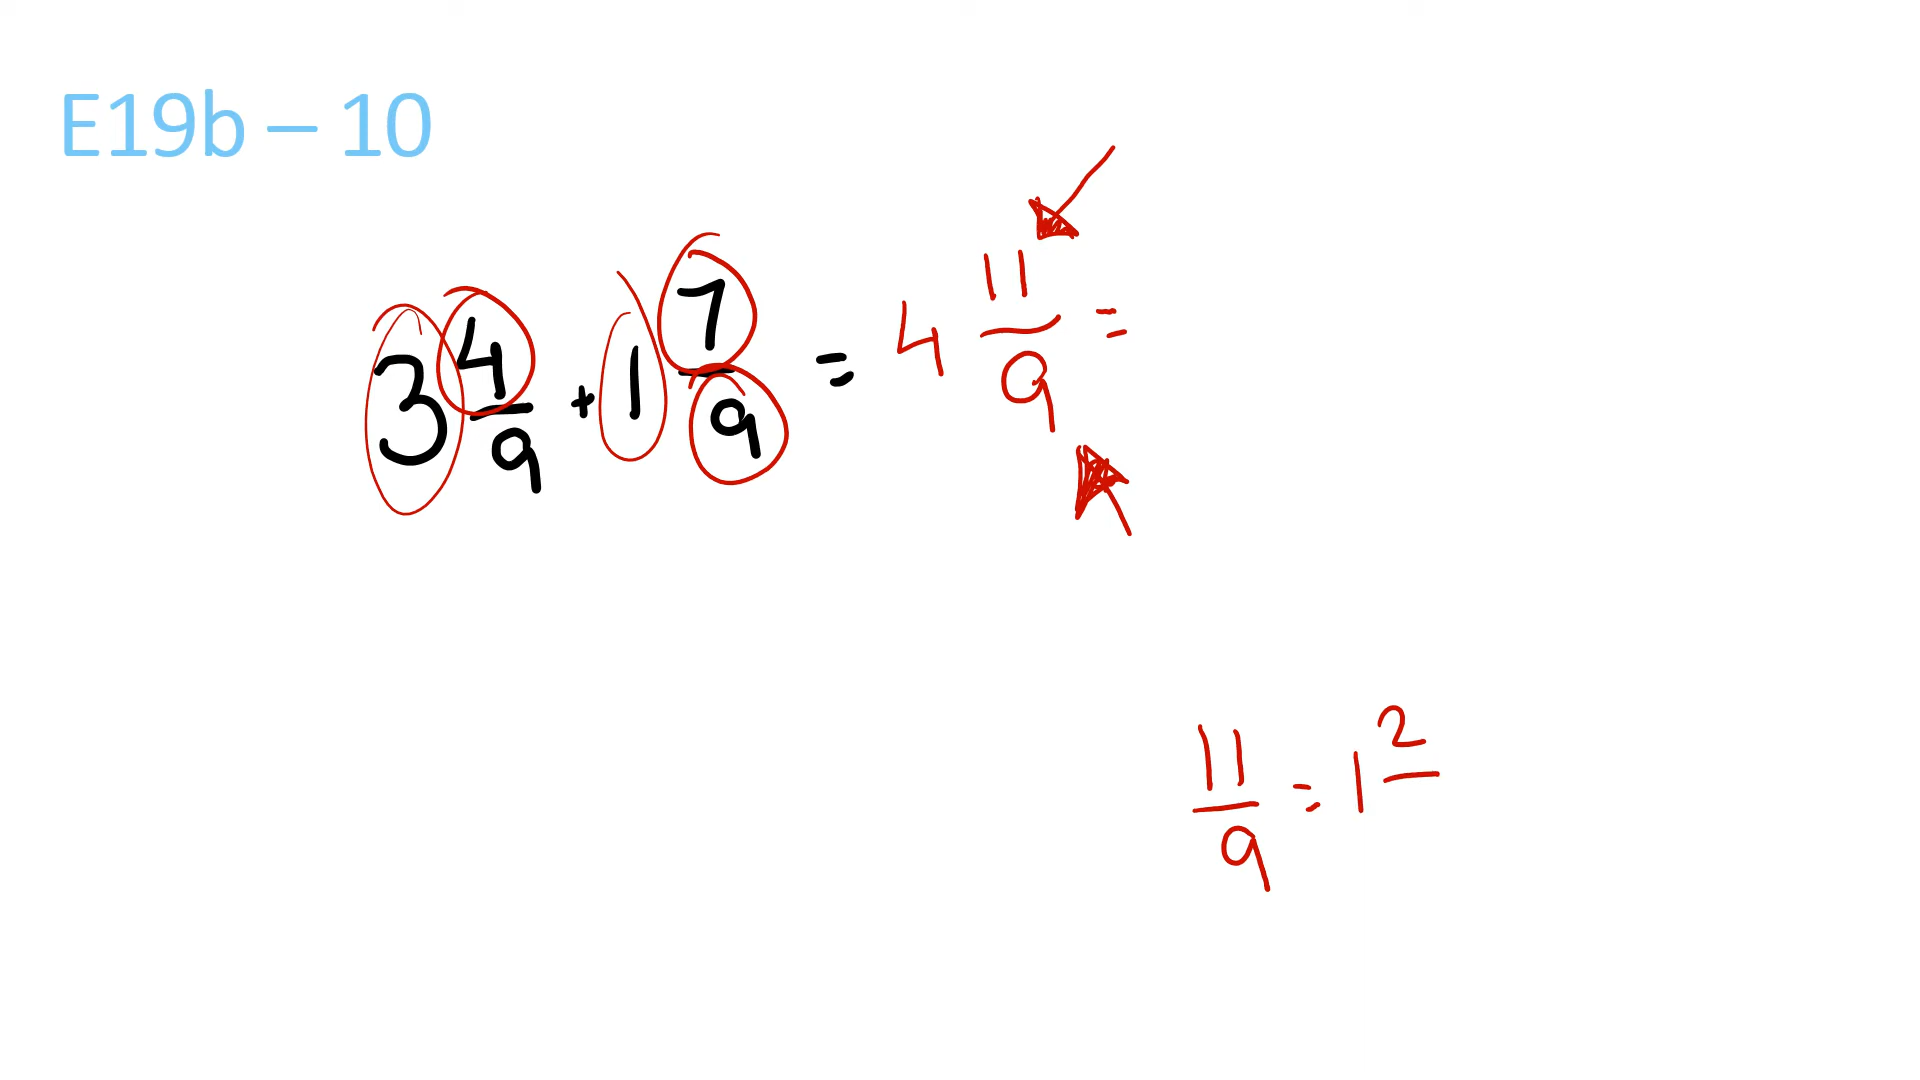 E19b – 10
3 4/9 + 1 7/9 = 4 11/9 =
11/9 = 1 2/